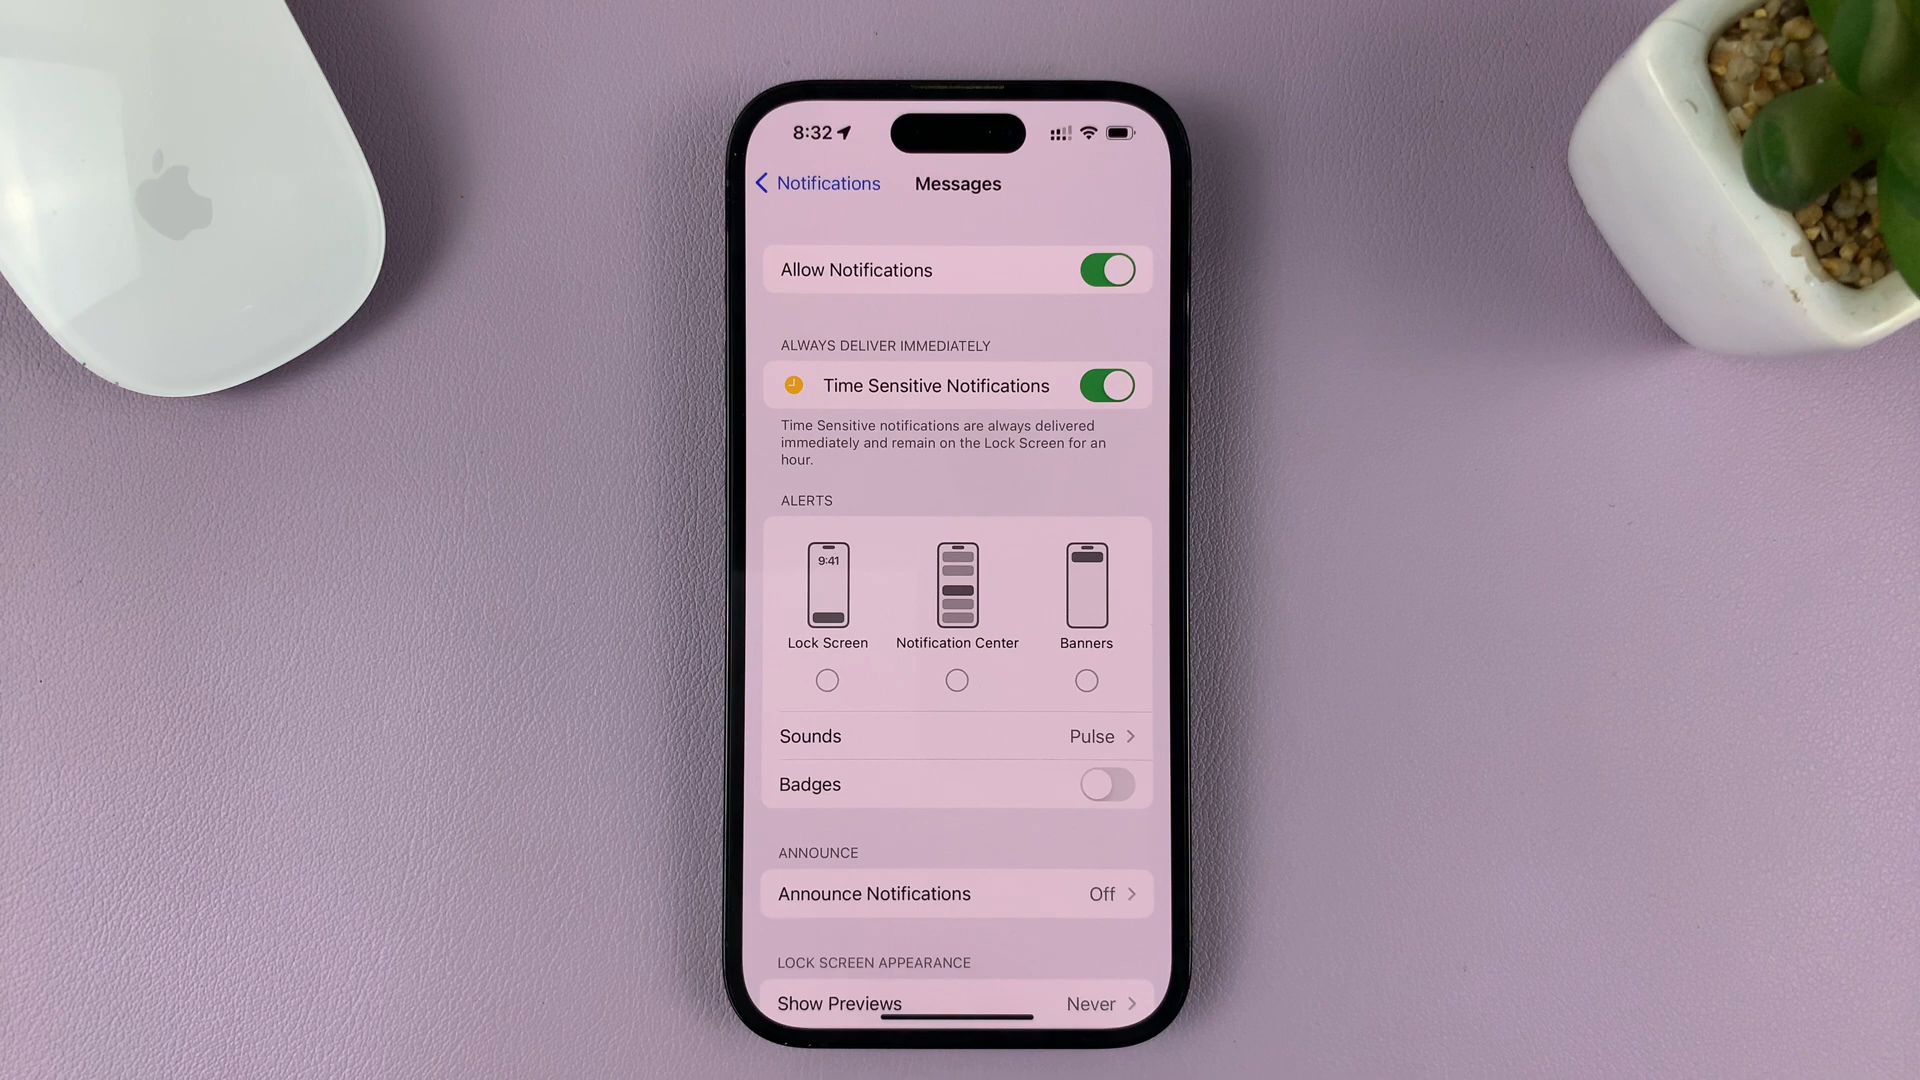 8:32
Notifications
Messages
Allow Notifications
ALWAYS DELIVER IMMEDIATELY
Time Sensitive Notifications
Time Sensitive notifications are always delivered
immediately and remain on the Lock Screen for an
hour.
ALERTS
9:41
Lock Screen
Notification Center
Banners
Sounds
Pulse
Badges
ANNOUNCE
Announce Notifications
Off
LOCK SCREEN APPEARANCE
Show Previews
Never